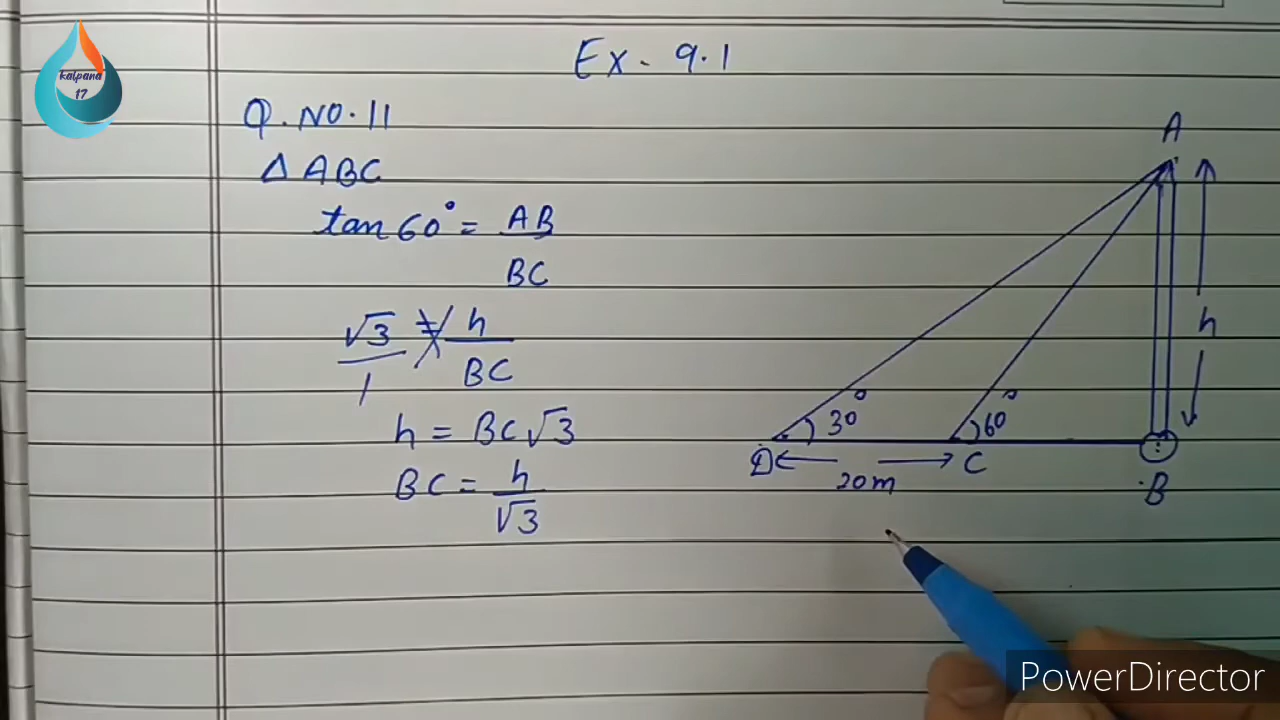 kalpana
17
Ex - 9.1
Q. NO. 11
Δ ABC
tan 60° = AB
BC
√3 = h
1 BC
h = BC√3
BC = h
√3
A
h
30°
60°
D
C
20m
B
PowerDirector